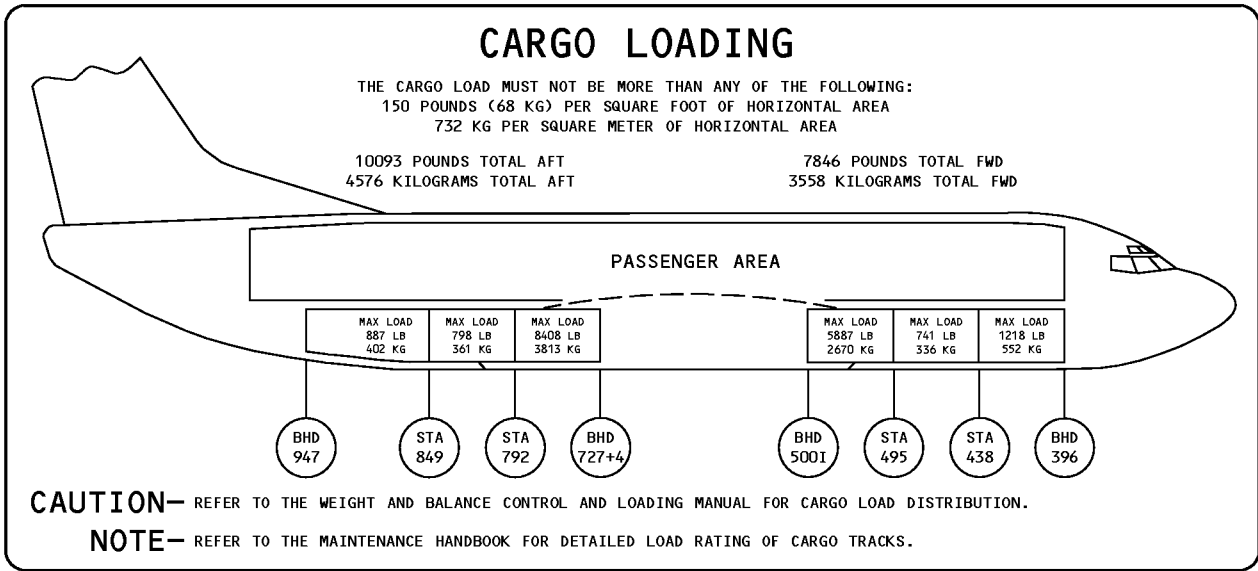 CARGO LOADING
THE CARGO LOAD MUST NOT BE MORE THAN ANY OF THE FOLLOWING:
150 POUNDS (68 KG) PER SQUARE FOOT OF HORIZONTAL AREA
732 KG PER SQUARE METER OF HORIZONTAL AREA
10093 POUNDS TOTAL AFT
4576 KILOGRAMS TOTAL AFT
7846 POUNDS TOTAL FWD
3558 KILOGRAMS TOTAL FWD
PASSENGER AREA
MAX LOAD
887 LB
402 KG
MAX LOAD
798 LB
361 KG
MAX LOAD
8408 LB
3813 KG
MAX LOAD
5887 LB
2670 KG
MAX LOAD
741 LB
336 KG
MAX LOAD
1218 LB
552 KG
BHD
947
STA
849
STA
792
BHD
727+4
BHD
500I
STA
495
STA
438
BHD
396
CAUTION— REFER TO THE WEIGHT AND BALANCE CONTROL AND LOADING MANUAL FOR CARGO LOAD DISTRIBUTION.
NOTE— REFER TO THE MAINTENANCE HANDBOOK FOR DETAILED LOAD RATING OF CARGO TRACKS.